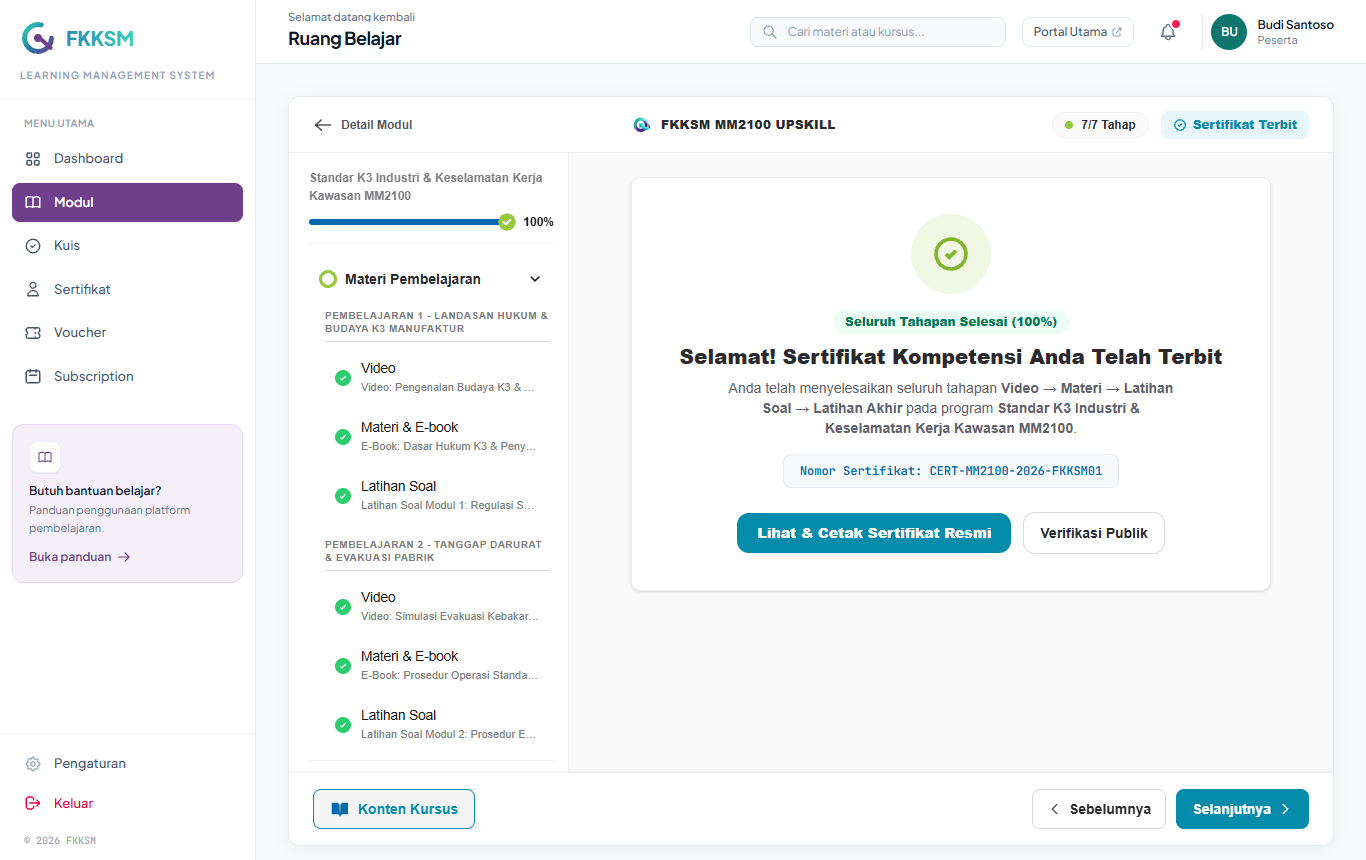 FKKSM
LEARNING MANAGEMENT SYSTEM
MENU UTAMA
Dashboard
Modul
Kuis
Sertifikat
Voucher
Subscription
Butuh bantuan belajar?
Panduan penggunaan platform
pembelajaran.
Buka panduan →
Pengaturan
Keluar
© 2026 FKKSM
Selamat datang kembali
Ruang Belajar
Cari materi atau kursus...
Portal Utama
BU
Budi Santoso
Peserta
← Detail Modul
FKKSM MM2100 UPSKILL
7/7 Tahap
Sertifikat Terbit
Standar K3 Industri & Keselamatan Kerja
Kawasan MM2100
100%
Materi Pembelajaran
PEMBELAJARAN 1 - LANDASAN HUKUM &
BUDAYA K3 MANUFAKTUR
Video
Video: Pengenalan Budaya K3 & ...
Materi & E-book
E-Book: Dasar Hukum K3 & Peny...
Latihan Soal
Latihan Soal Modul 1: Regulasi S...
PEMBELAJARAN 2 - TANGGAP DARURAT
& EVAKUASI PABRIK
Video
Video: Simulasi Evakuasi Kebakar...
Materi & E-book
E-Book: Prosedur Operasi Standa...
Latihan Soal
Latihan Soal Modul 2: Prosedur E...
Seluruh Tahapan Selesai (100%)
Selamat! Sertifikat Kompetensi Anda Telah Terbit
Anda telah menyelesaikan seluruh tahapan Video → Materi → Latihan
Soal → Latihan Akhir pada program Standar K3 Industri &
Keselamatan Kerja Kawasan MM2100.
Nomor Sertifikat: CERT-MM2100-2026-FKKSM01
Lihat & Cetak Sertifikat Resmi
Verifikasi Publik
Konten Kursus
Sebelumnya
Selanjutnya